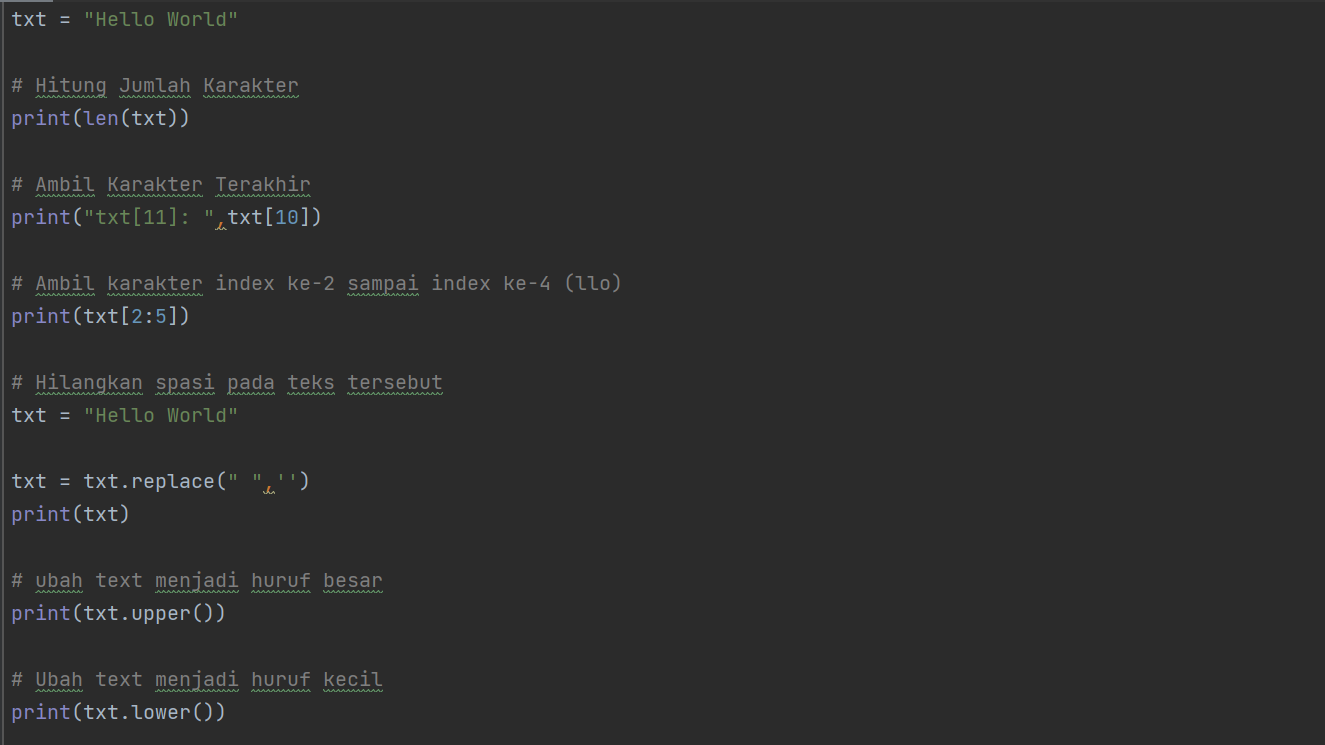 txt = "Hello World"
# Hitung Jumlah Karakter
print(len(txt))
# Ambil Karakter Terakhir
print("txt[11]: ",txt[10])
# Ambil karakter index ke-2 sampai index ke-4 (llo)
print(txt[2:5])
# Hilangkan spasi pada teks tersebut
txt = "Hello World"
txt = txt.replace(" ",'')
print(txt)
# ubah text menjadi huruf besar
print(txt.upper())
# Ubah text menjadi huruf kecil
print(txt.lower())